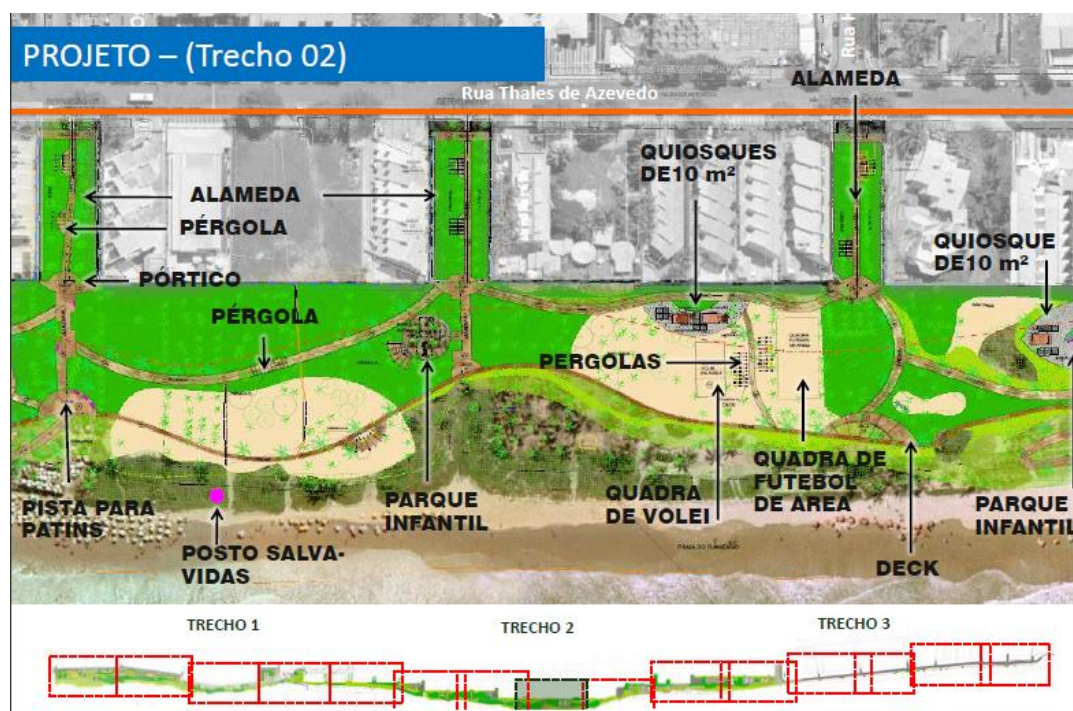 PROJETO – (Trecho 02)
Rua Thales de Azevedo
ALAMEDA
QUIOSQUES
DE10 m²
ALAMEDA
PÉRGOLA
QUIOSQUE
DE10 m²
PÓRTICO
PÉRGOLA
PERGOLAS
PISTA PARA
PATINS
PARQUE
INFANTIL
QUADRA
DE VOLEI
QUADRA DE
FUTEBOL
DE AREA
PARQUE
INFANTIL
POSTO SALVA-
VIDAS
DECK
TRECHO 1
TRECHO 2
TRECHO 3